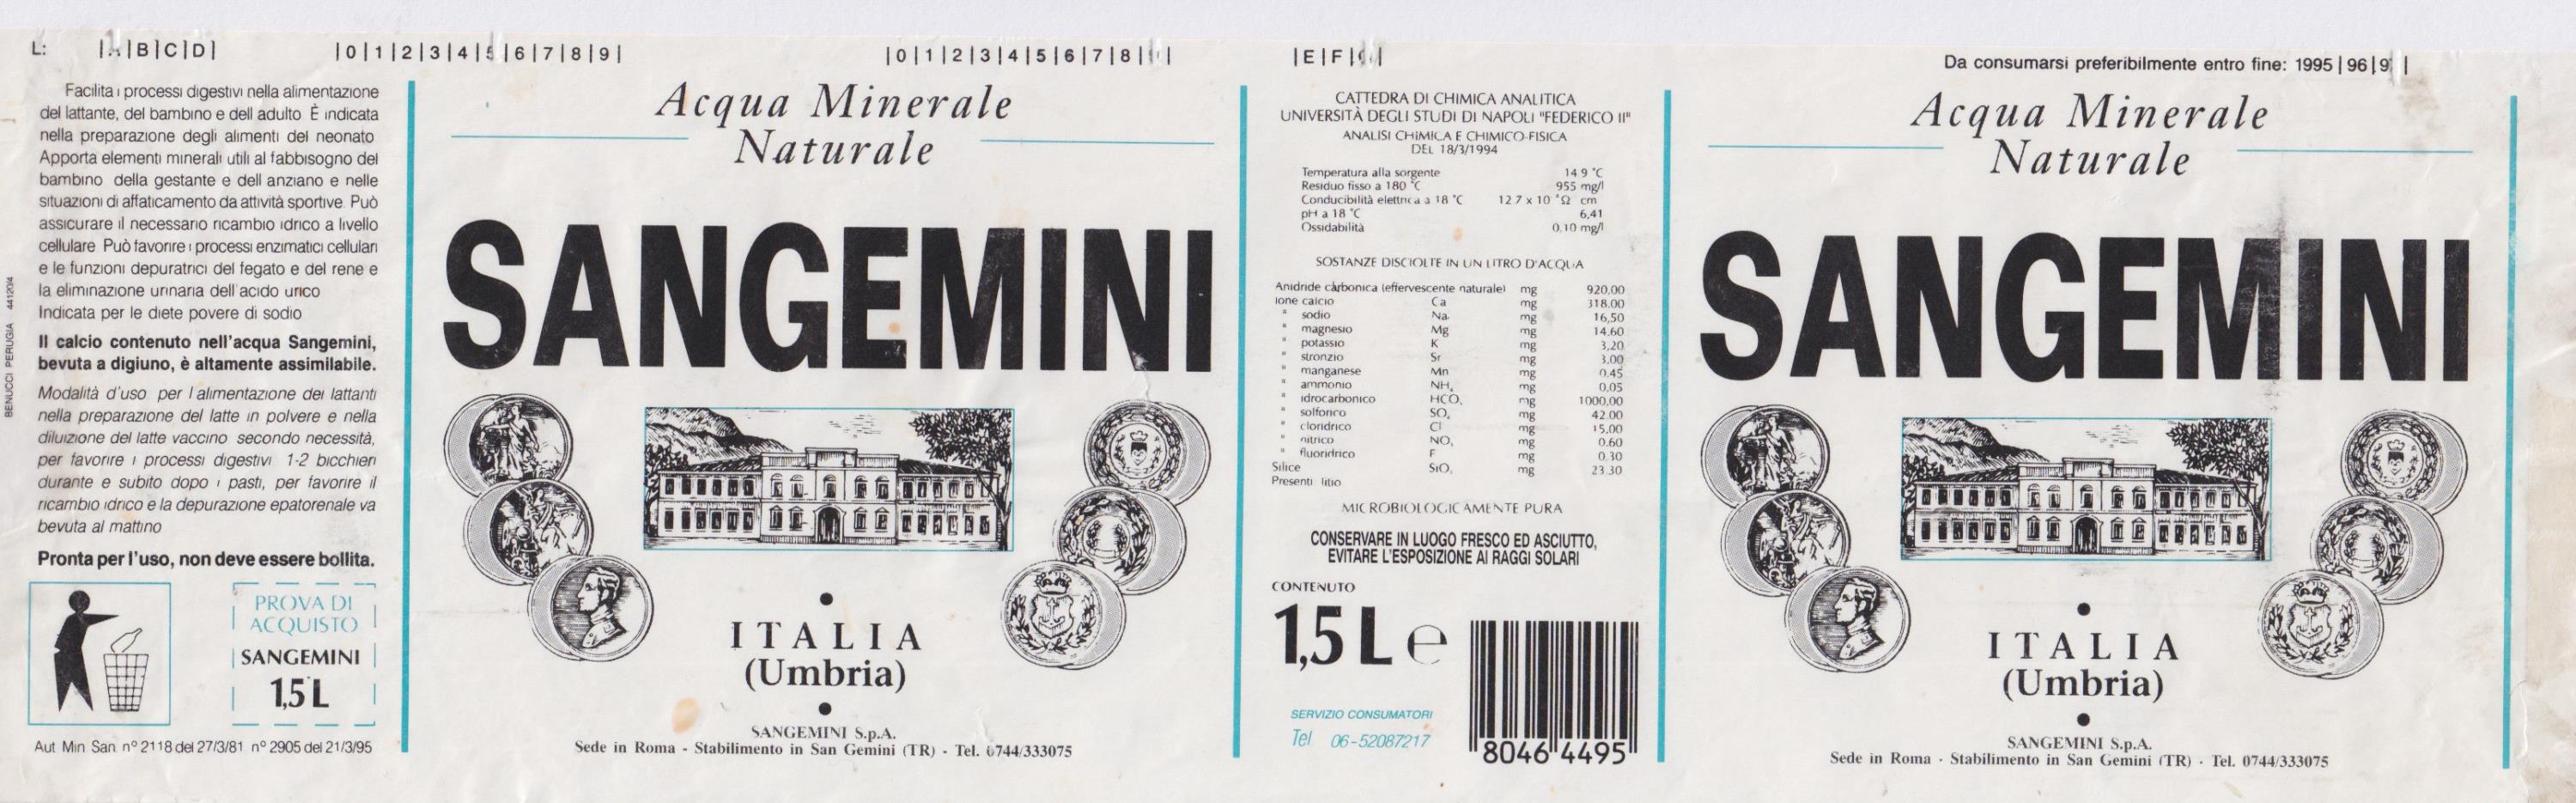 L: |A|B|C|D| |0|1|2|3|4|5|6|7|8|9| |0|1|2|3|4|5|6|7|8| |E|F| Da consumarsi preferibilmente entro fine: 1995|96|9
Facilita i processi digestivi nella alimentazione
del lattante, del bambino e dell adulto È indicata
nella preparazione degli alimenti del neonato
Apporta elementi minerali utili al fabbisogno del
bambino della gestante e dell anziano e nelle
situazioni di affaticamento da attività sportive. Può
assicurare il necessario ricambio idrico a livello
cellulare Può favorire i processi enzimatici cellulari
e le funzioni depuratrici del fegato e del rene e
la eliminazione urinaria dell'acido urico
Indicata per le diete povere di sodio
Il calcio contenuto nell'acqua Sangemini,
bevuta a digiuno, è altamente assimilabile.
Modalità d'uso per l'alimentazione dei lattanti
nella preparazione del latte in polvere e nella
diluizione del latte vaccino secondo necessità,
per favorire i processi digestivi 1-2 bicchieri
durante e subito dopo i pasti, per favorire il
ricambio idrico e la depurazione epatorenale va
bevuta al mattino
Pronta per l'uso, non deve essere bollita.
PROVA DI
ACQUISTO
SANGEMINI
1,5 L
Aut Min San nº 2118 del 27/3/81 nº 2905 del 21/3/95
BENUCCI PERUGIA 441204
Acqua Minerale
Naturale
SANGEMINI
ITALIA
(Umbria)
SANGEMINI S.p.A.
Sede in Roma - Stabilimento in San Gemini (TR) - Tel. 0744/333075
CATTEDRA DI CHIMICA ANALITICA
UNIVERSITÀ DEGLI STUDI DI NAPOLI "FEDERICO II"
ANALISI CHIMICA E CHIMICO-FISICA
DEL 18/3/1994
Temperatura alla sorgente 14 9 °C
Residuo fisso a 180 °C 955 mg/l
Conducibilità elettrica a 18 °C 12 7 x 10 Ω cm
pH a 18 °C 6,41
Ossidabilità 0,10 mg/l
SOSTANZE DISCIOLTE IN UN LITRO D'ACQUA
Anidride carbonica (effervescente naturale) mg 920,00
Ione calcio Ca mg 318,00
" sodio Na mg 16,50
" magnesio Mg mg 14,60
" potassio K mg 3,20
" stronzio Sr mg 3,00
" manganese Mn mg 0,45
" ammonio NH₄ mg 0,05
" idrocarbonico HCO₃ mg 1000,00
" solforico SO₄ mg 42.00
" cloridrico Cl mg 15,00
" nitrico NO₃ mg 0.60
" fluoridrico F mg 0.30
Silice SiO₂ mg 23.30
Presenti litio
MICROBIOLOGICAMENTE PURA
CONSERVARE IN LUOGO FRESCO ED ASCIUTTO,
EVITARE L'ESPOSIZIONE AI RAGGI SOLARI
CONTENUTO
1,5 L e
SERVIZIO CONSUMATORI
Tel 06-52087217
8046 4495
Acqua Minerale
Naturale
SANGEMINI
ITALIA
(Umbria)
SANGEMINI S.p.A.
Sede in Roma - Stabilimento in San Gemini (TR) - Tel. 0744/333075